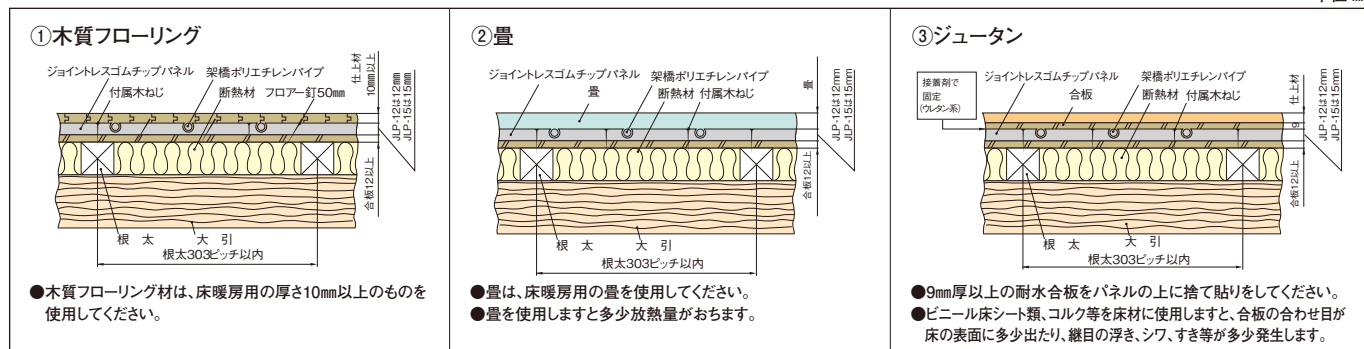 ①木質フローリング
ジョイントレスゴムチップパネル
架橋ポリエチレンパイプ
付属木ねじ
断熱材
フロアー釘50mm
仕上材
10mm以上
JLP-12は12mm
JLP-15は15mm
合板12以上
根 太
大 引
根太303ピッチ以内
●木質フローリング材は、床暖房用の厚さ10mm以上のものを
使用してください。
②畳
ジョイントレスゴムチップパネル
架橋ポリエチレンパイプ
畳
断熱材
付属木ねじ
畳
JLP-12は12mm
JLP-15は15mm
合板12以上
根 太
大 引
根太303ピッチ以内
●畳は、床暖房用の畳を使用してください。
●畳を使用しますと多少放熱量がおちます。
③ジュータン
接着剤で
固定
(ウレタン系)
ジョイントレスゴムチップパネル
架橋ポリエチレンパイプ
合板
断熱材
付属木ねじ
仕上材
9
JLP-12は12mm
JLP-15は15mm
合板12以上
根 太
大 引
根太303ピッチ以内
●9mm厚以上の耐水合板をパネルの上に捨て貼りをしてください。
●ビニール床シート類、コルク等を床材に使用しますと、合板の合わせ目が
床の表面に多少出たり、継目の浮き、シワ、すき等が多少発生します。